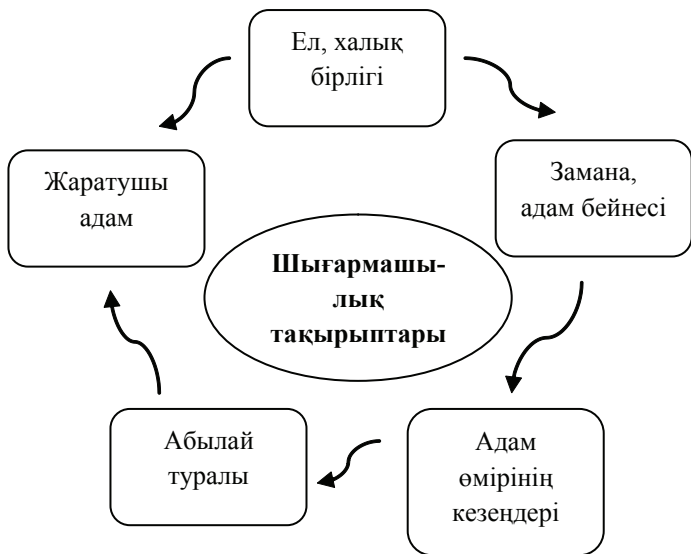 Ел, халық
бірлігі
Жаратушы
адам
Замана,
адам бейнесі
Шығармашы-
лық
тақырыптары
Абылай
туралы
Адам
өмірінің
кезеңдері